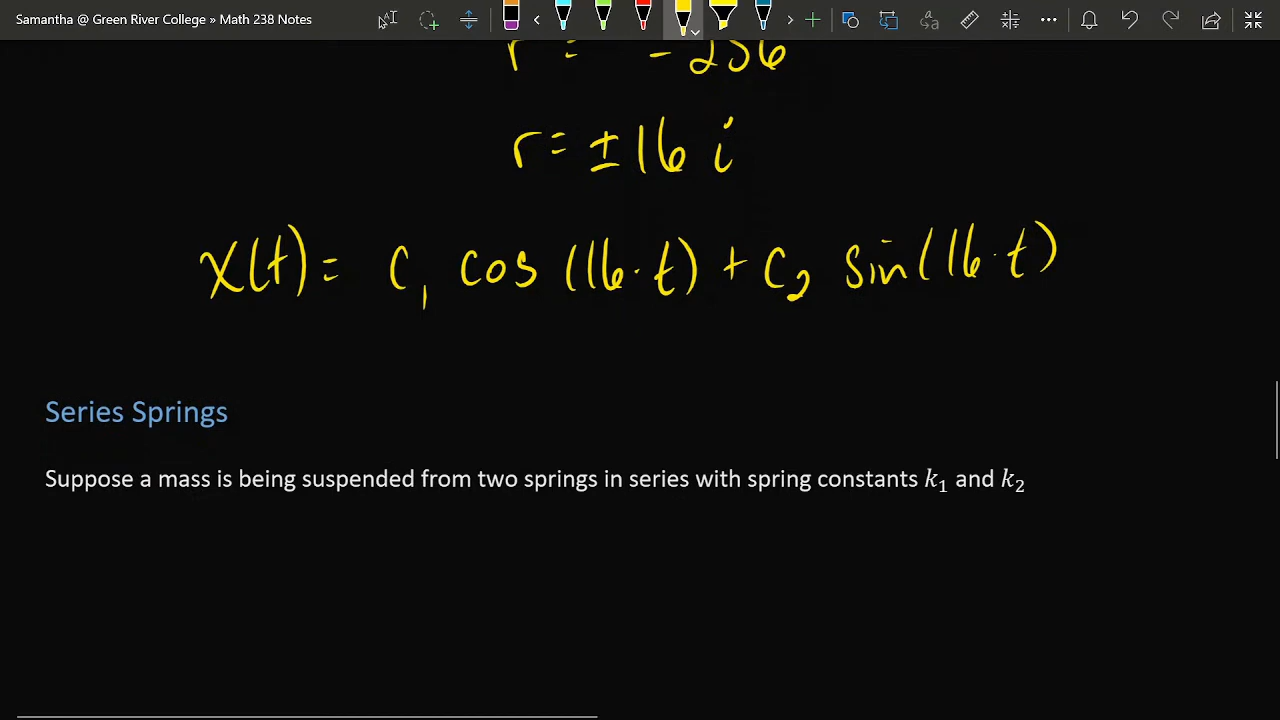 Samantha @ Green River College » Math 238 Notes
r = -256
r = ±16 i
x(t) = c₁ cos (16·t) + c₂ sin (16·t)
Series Springs
Suppose a mass is being suspended from two springs in series with spring constants k₁ and k₂